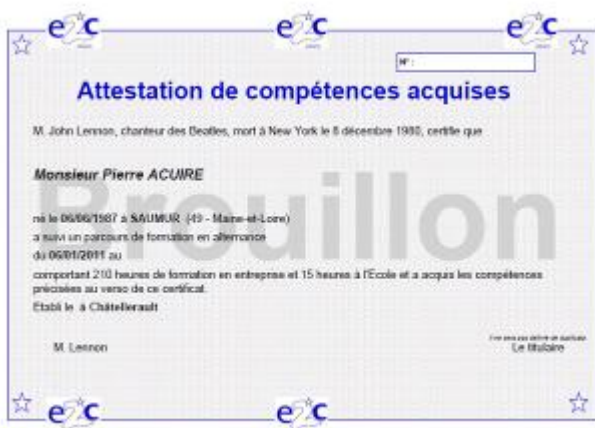 e2c e2c e2c
N° :
Attestation de compétences acquises
M. John Lennon, chanteur des Beatles, mort à New York le 8 décembre 1980, certifie que
Monsieur Pierre ACUIRE
Brouillon
né le 06/06/1987 à SAUMUR (49 - Maine-et-Loire)
a suivi un parcours de formation en alternance
du 06/01/2011 au
comportant 210 heures de formation en entreprise et 15 heures à l'Ecole et a acquis les compétences
précisées au verso de ce certificat.
Etabli le à Châtellerault
M. Lennon
Le titulaire
e2c e2c